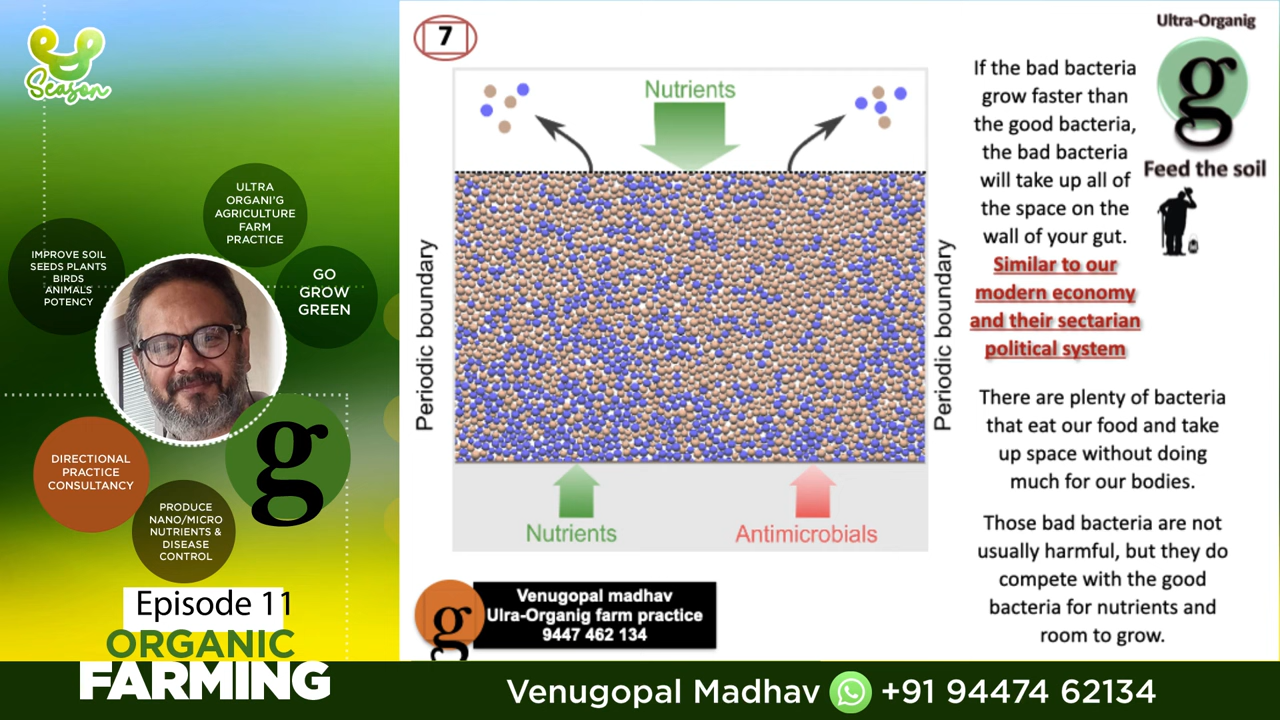 Season
ULTRA
ORGANI'G
AGRICULTURE
FARM
PRACTICE
IMPROVE SOIL
SEEDS PLANTS
BIRDS
ANIMALS
POTENCY
GO
GROW
GREEN
g
DIRECTIONAL
PRACTICE
CONSULTANCY
PRODUCE
NANO/MICRO
NUTRIENTS &
DISEASE
CONTROL
Episode 11
ORGANIC
FARMING
7
Nutrients
Periodic boundary
Periodic boundary
Nutrients
Antimicrobials
g
Venugopal madhav
Ulra-Organig farm practice
9447 462 134
Ultra-Organig
g
Feed the soil
If the bad bacteria
grow faster than
the good bacteria,
the bad bacteria
will take up all of
the space on the
wall of your gut.
Similar to our
modern economy
and their sectarian
political system
There are plenty of bacteria
that eat our food and take
up space without doing
much for our bodies.
Those bad bacteria are not
usually harmful, but they do
compete with the good
bacteria for nutrients and
room to grow.
Venugopal Madhav +91 94474 62134